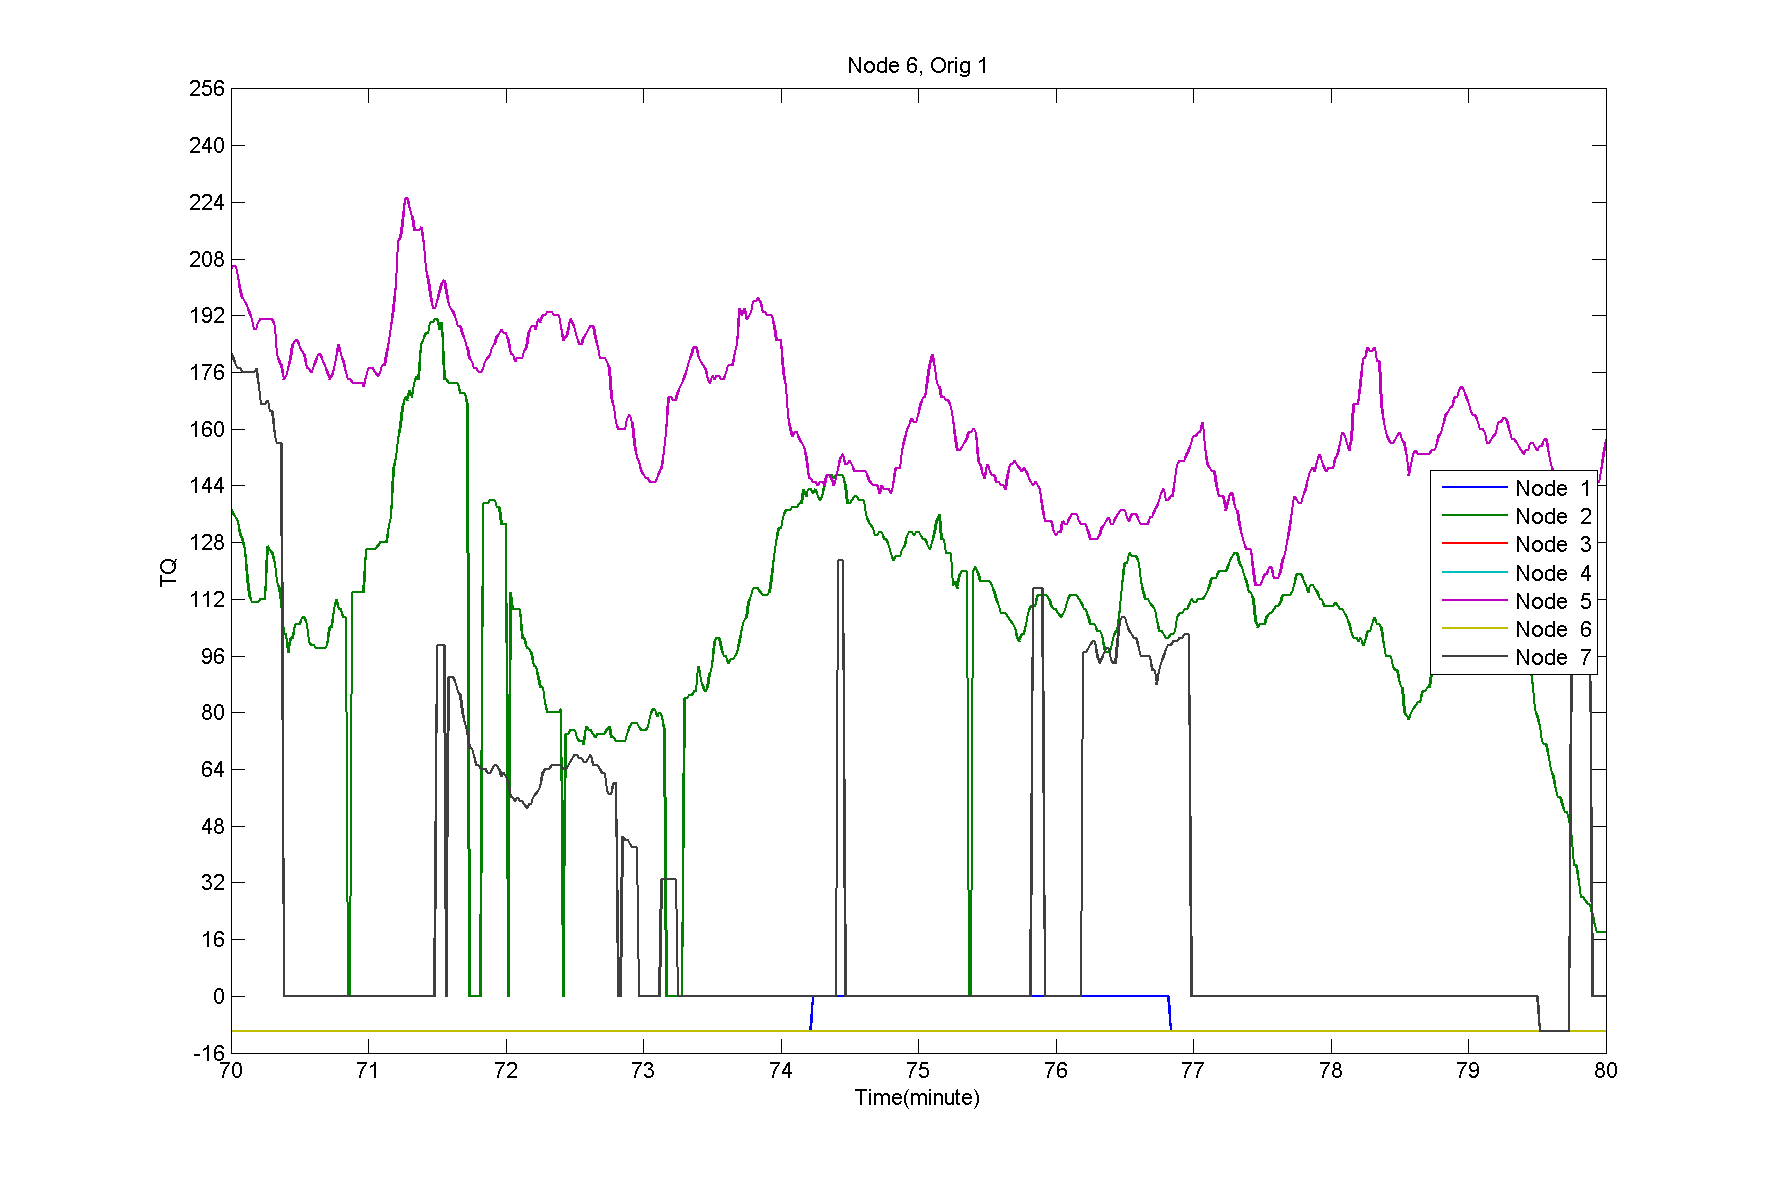 Node 6, Orig 1
256
240
224
208
192
176
160
144
128
112
96
80
64
48
32
16
0
-16
TQ
70 71 72 73 74 75 76 77 78 79 80
Time(minute)
Node 1
Node 2
Node 3
Node 4
Node 5
Node 6
Node 7